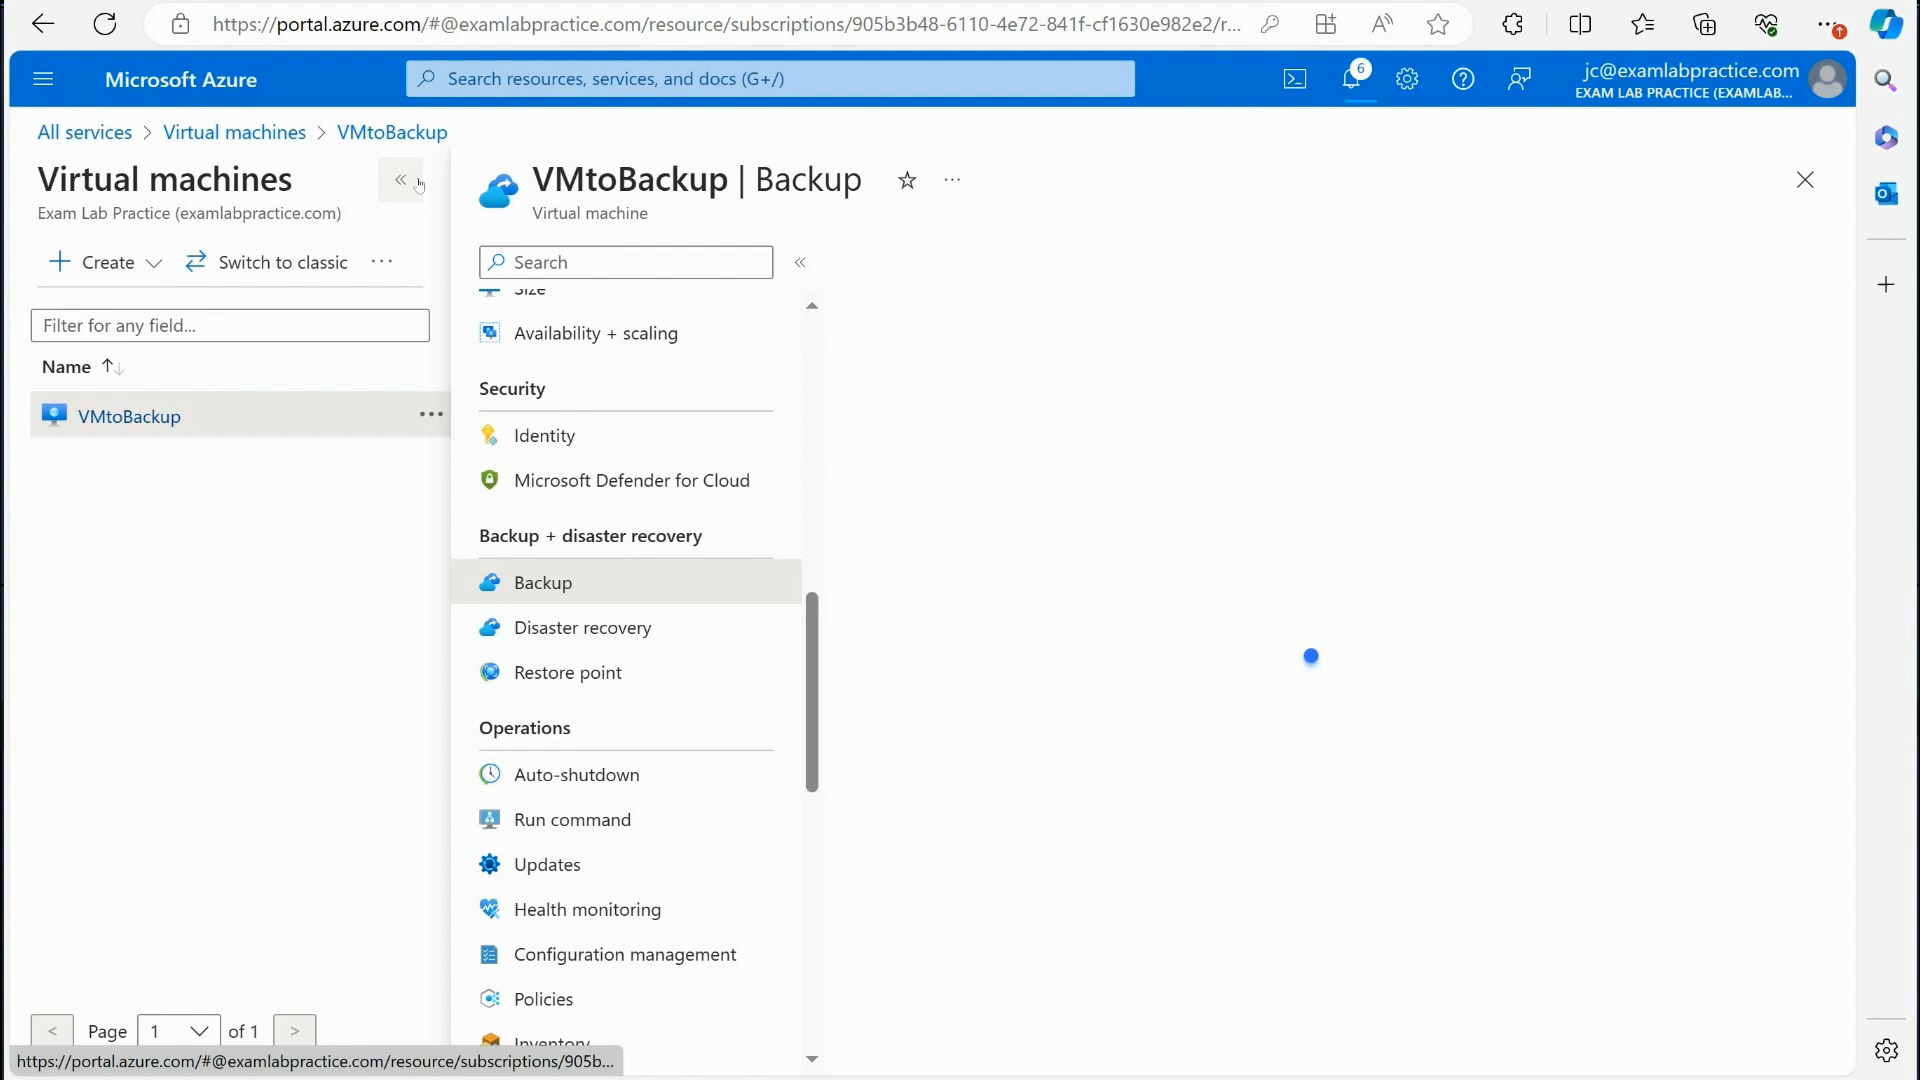 https://portal.azure.com/#@examlabpractice.com/resource/subscriptions/905b3b48-6110-4e72-841f-cf1630e982e2/r...
Microsoft Azure
Search resources, services, and docs (G+/)
6
jc@examlabpractice.com
EXAM LAB PRACTICE (EXAMLAB...
All services > Virtual machines > VMtoBackup
Virtual machines
Exam Lab Practice (examlabpractice.com)
+ Create
Switch to classic
...
Filter for any field...
Name
VMtoBackup
...
< Page 1 of 1 >
https://portal.azure.com/#@examlabpractice.com/resource/subscriptions/905b...
VMtoBackup | Backup
...
Virtual machine
Search
Size
Availability + scaling
Security
Identity
Microsoft Defender for Cloud
Backup + disaster recovery
Backup
Disaster recovery
Restore point
Operations
Auto-shutdown
Run command
Updates
Health monitoring
Configuration management
Policies
Inventory